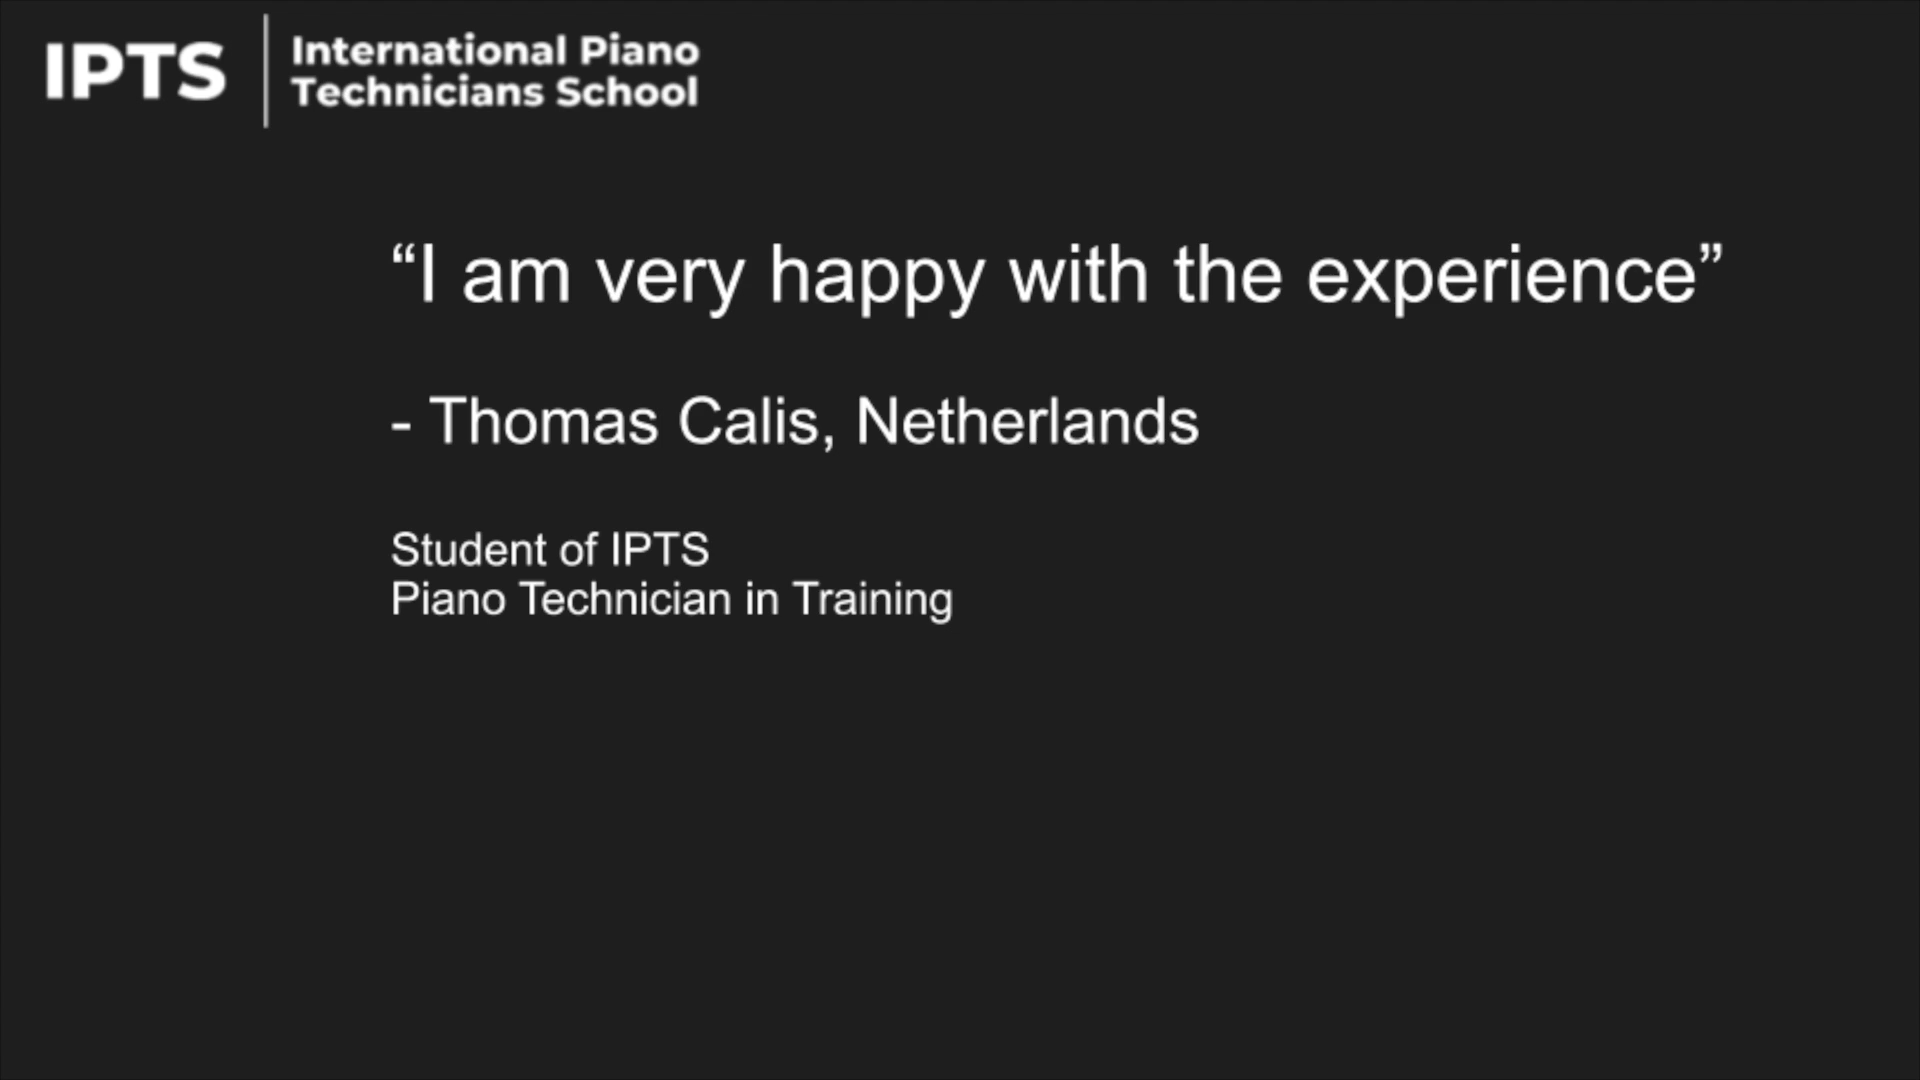 IPTS
International Piano
Technicians School
“I am very happy with the experience”
- Thomas Calis, Netherlands
Student of IPTS
Piano Technician in Training